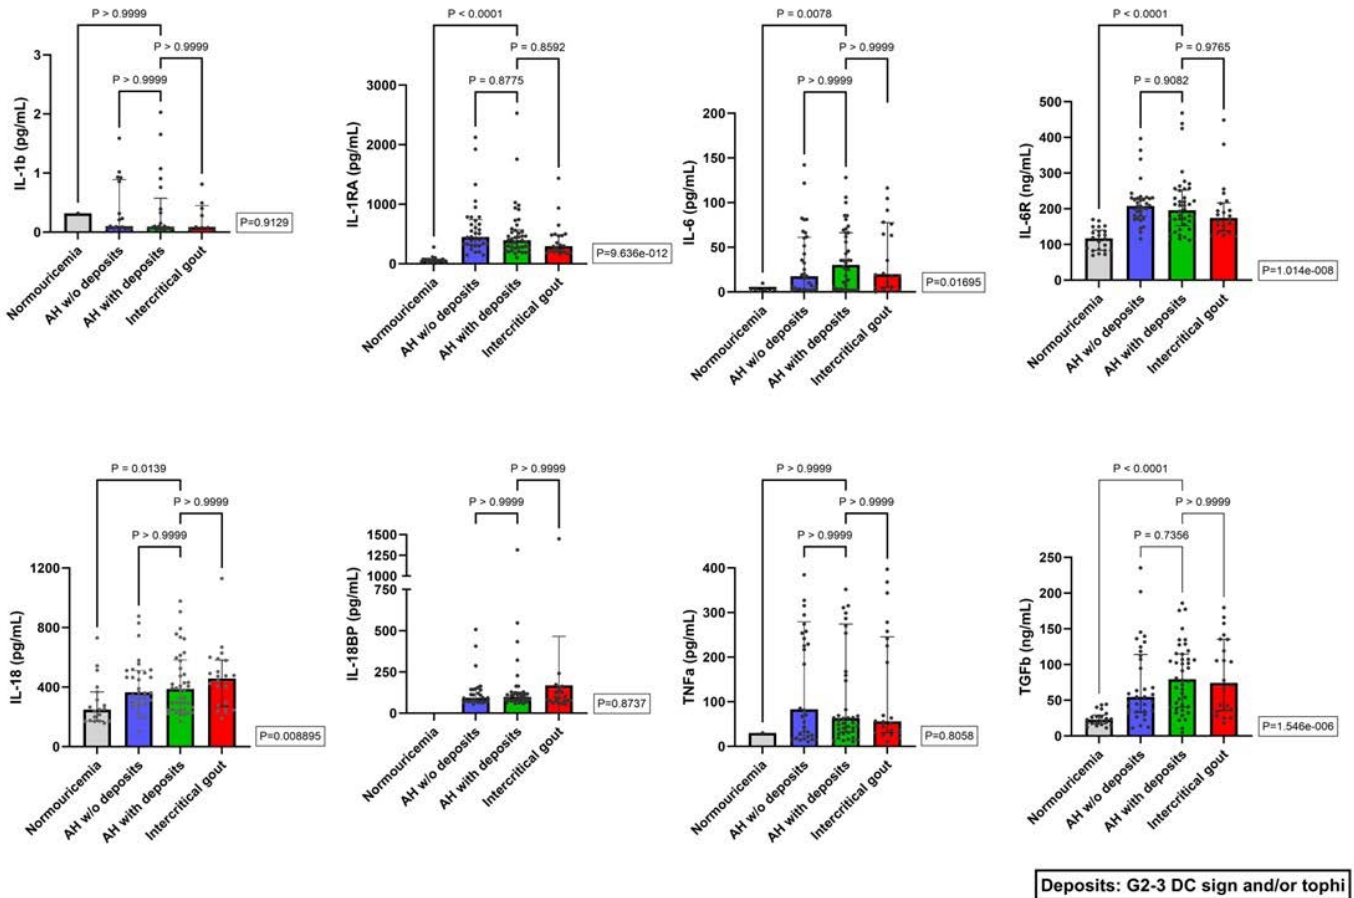 P > 0.9999
P > 0.9999
P > 0.9999
IL-1b (pg/mL)
3
2
1
0
P=0.9129
Normouricemia
AH w/o deposits
AH with deposits
Intercritical gout
P < 0.0001
P = 0.8592
P = 0.8775
IL-1RA (pg/mL)
3000
2000
1000
0
P=9.636e-012
Normouricemia
AH w/o deposits
AH with deposits
Intercritical gout
P = 0.0078
P > 0.9999
P > 0.9999
IL-6 (pg/mL)
200
150
100
50
0
P=0.01695
Normouricemia
AH w/o deposits
AH with deposits
Intercritical gout
P < 0.0001
P = 0.9765
P = 0.9082
IL-6R (ng/mL)
500
400
300
200
100
0
P=1.014e-008
Normouricemia
AH w/o deposits
AH with deposits
Intercritical gout
P = 0.0139
P > 0.9999
P > 0.9999
IL-18 (pg/mL)
1200
800
400
0
P=0.008895
Normouricemia
AH w/o deposits
AH with deposits
Intercritical gout
P > 0.9999
P > 0.9999
IL-18BP (pg/mL)
1500
1250
1000
750
500
250
0
P=0.8737
Normouricemia
AH w/o deposits
AH with deposits
Intercritical gout
P > 0.9999
P > 0.9999
P > 0.9999
TNFa (pg/mL)
400
300
200
100
0
P=0.8058
Normouricemia
AH w/o deposits
AH with deposits
Intercritical gout
P < 0.0001
P > 0.9999
P = 0.7356
TGFb (ng/mL)
250
200
150
100
50
0
P=1.546e-006
Normouricemia
AH w/o deposits
AH with deposits
Intercritical gout
Deposits: G2-3 DC sign and/or tophi